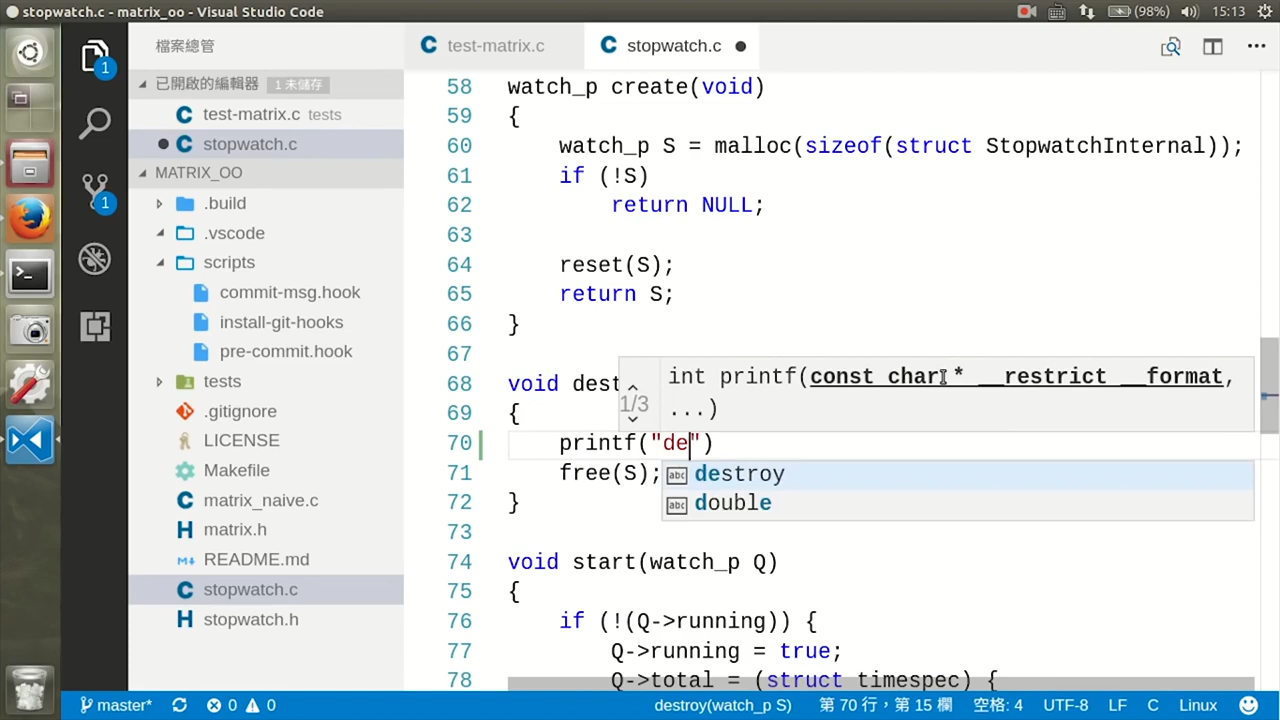 stopwatch.c - matrix_oo - Visual Studio Code
(98%)
15:13
檔案總管
已開啟的編輯器
1 未儲存
test-matrix.c tests
stopwatch.c
MATRIX_OO
.build
.vscode
scripts
commit-msg.hook
install-git-hooks
pre-commit.hook
tests
.gitignore
LICENSE
Makefile
matrix_naive.c
matrix.h
README.md
stopwatch.c
stopwatch.h
1
1
test-matrix.c
stopwatch.c
58 watch_p create(void)
59 {
60 watch_p S = malloc(sizeof(struct StopwatchInternal));
61 if (!S)
62 return NULL;
63
64 reset(S);
65 return S;
66 }
67
68 void dest
69 {
70 printf("de")
71 free(S);
72 }
73
74 void start(watch_p Q)
75 {
76 if (!(Q->running)) {
77 Q->running = true;
78 Q->total = (struct timespec) {
1/3
int printf(const char * __restrict __format,
...)
destroy
double
master*
0
0
destroy(watch_p S)
第 70 行，第 15 欄
空格: 4
UTF-8
LF
C
Linux